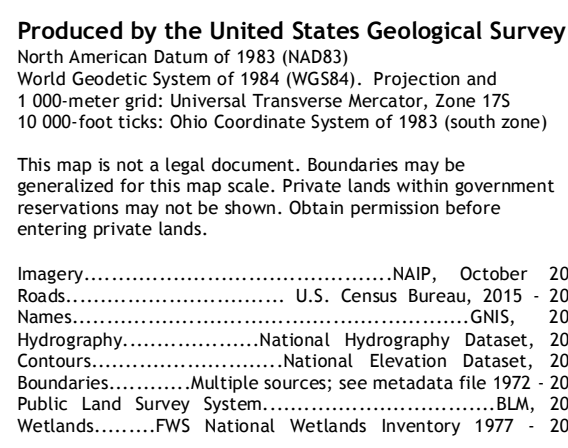 Produced by the United States Geological Survey
North American Datum of 1983 (NAD83)
World Geodetic System of 1984 (WGS84). Projection and
1 000-meter grid: Universal Transverse Mercator, Zone 17S
10 000-foot ticks: Ohio Coordinate System of 1983 (south zone)
This map is not a legal document. Boundaries may be
generalized for this map scale. Private lands within government
reservations may not be shown. Obtain permission before
entering private lands.
Imagery.............................................NAIP, October 20
Roads................................ U.S. Census Bureau, 2015 - 20
Names..........................................................GNIS, 20
Hydrography....................National Hydrography Dataset, 20
Contours............................National Elevation Dataset, 20
Boundaries............Multiple sources; see metadata file 1972 - 20
Public Land Survey System..................................BLM, 20
Wetlands.........FWS National Wetlands Inventory 1977 - 20